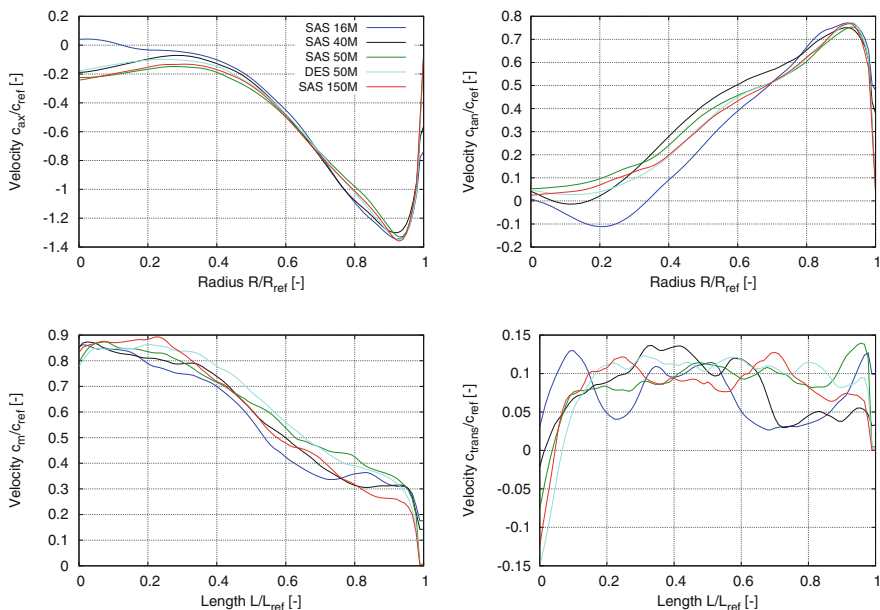 0
-0.2
-0.4
-0.6
-0.8
-1
-1.2
-1.4
Velocity c_ax/c_ref [-]
0 0.2 0.4 0.6 0.8 1
Radius R/R_ref [-]
SAS 16M
SAS 40M
SAS 50M
DES 50M
SAS 150M
0.8
0.7
0.6
0.5
0.4
0.3
0.2
0.1
0
-0.1
-0.2
Velocity c_tan/c_ref [-]
0 0.2 0.4 0.6 0.8 1
Radius R/R_ref [-]
0.9
0.8
0.7
0.6
0.5
0.4
0.3
0.2
0.1
0
Velocity c_m/c_ref [-]
0 0.2 0.4 0.6 0.8 1
Length L/L_ref [-]
0.15
0.1
0.05
0
-0.05
-0.1
-0.15
Velocity c_trans/c_ref [-]
0 0.2 0.4 0.6 0.8 1
Length L/L_ref [-]